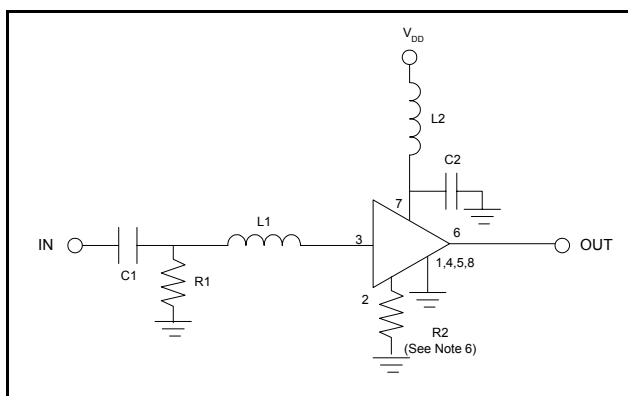 VDD
L2
C2
7
L1
3
6
IN
OUT
C1
R1
1,4,5,8
2
R2
(See Note 6)